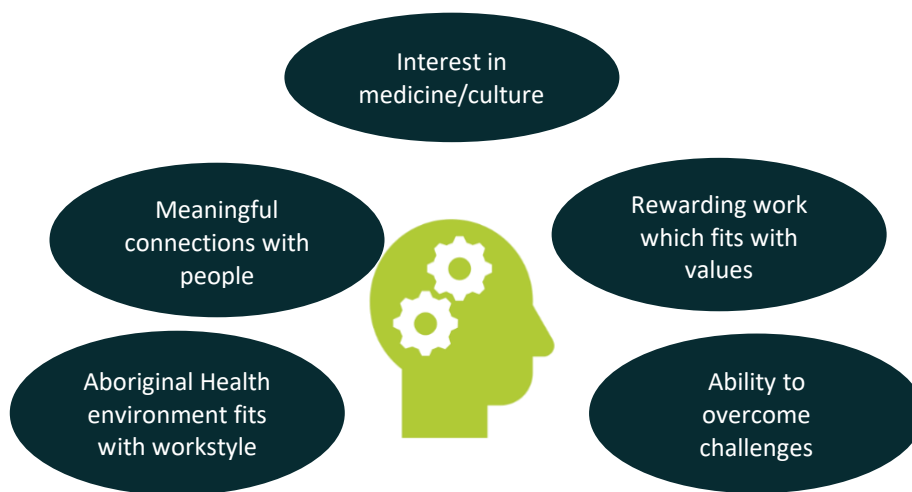 Interest in
medicine/culture
Meaningful
connections with
people
Rewarding work
which fits with
values
Aboriginal Health
environment fits
with workstyle
Ability to
overcome
challenges